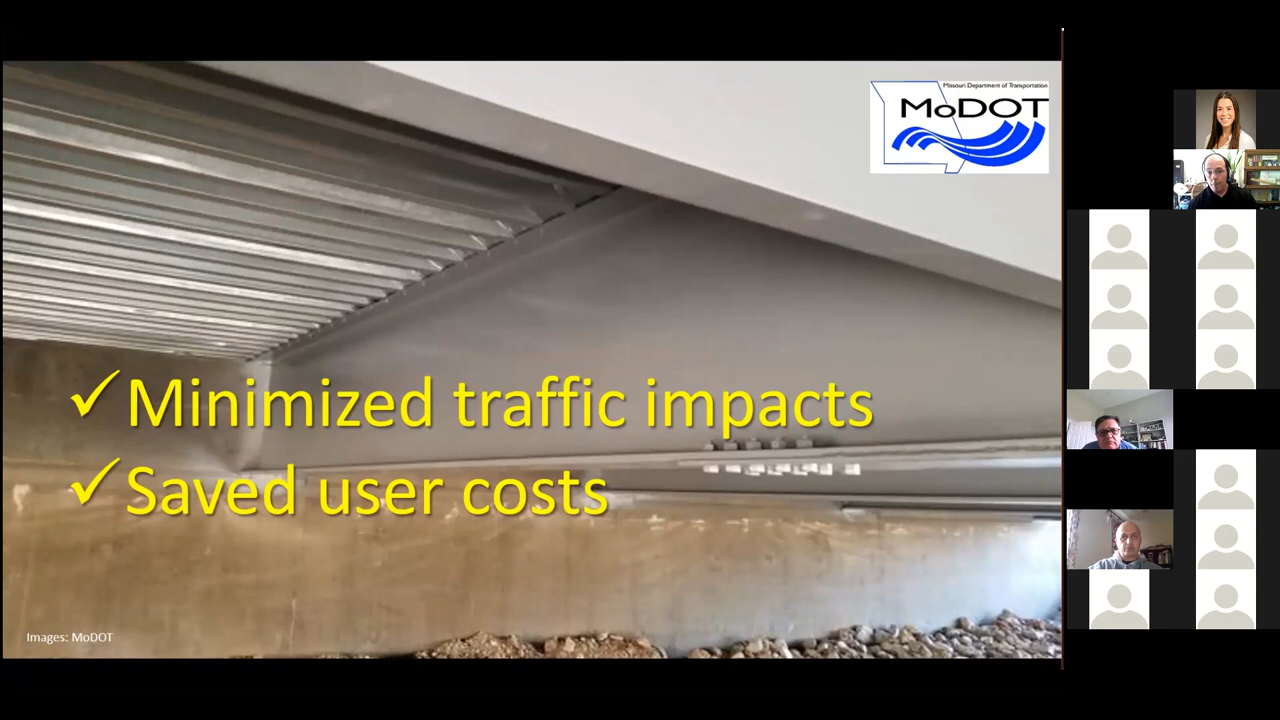 Missouri Department of Transportation
MoDOT
✓Minimized traffic impacts
✓Saved user costs
Images: MoDOT